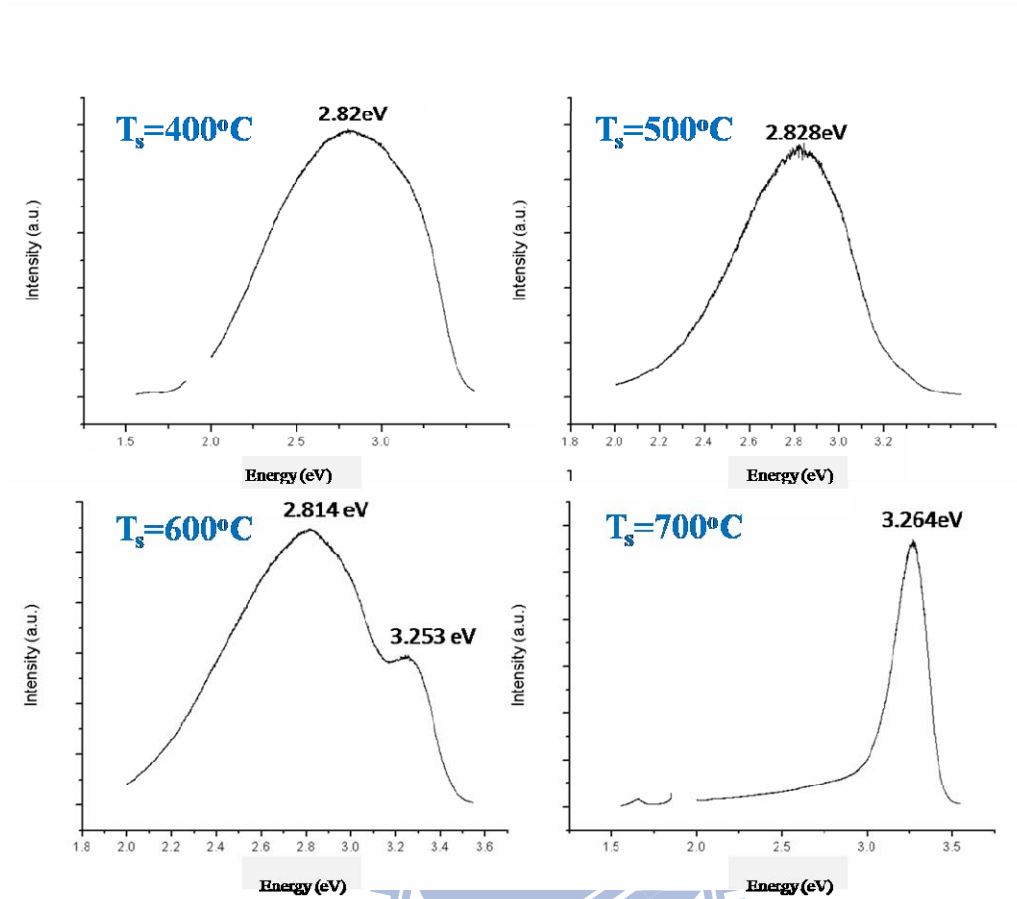 Tₛ=400ºC
2.82eV
Intensity (a.u.)
1.5 2.0 2.5 3.0
Energy (eV)
Tₛ=500ºC
2.828eV
Intensity (a.u.)
1.8 2.0 2.2 2.4 2.6 2.8 3.0 3.2
Energy (eV)
1
Tₛ=600ºC
2.814 eV
3.253 eV
Intensity (a.u.)
1.8 2.0 2.2 2.4 2.6 2.8 3.0 3.2 3.4 3.6
Energy (eV)
Tₛ=700ºC
3.264eV
Intensity (a.u.)
1.5 2.0 2.5 3.0 3.5
Energy (eV)